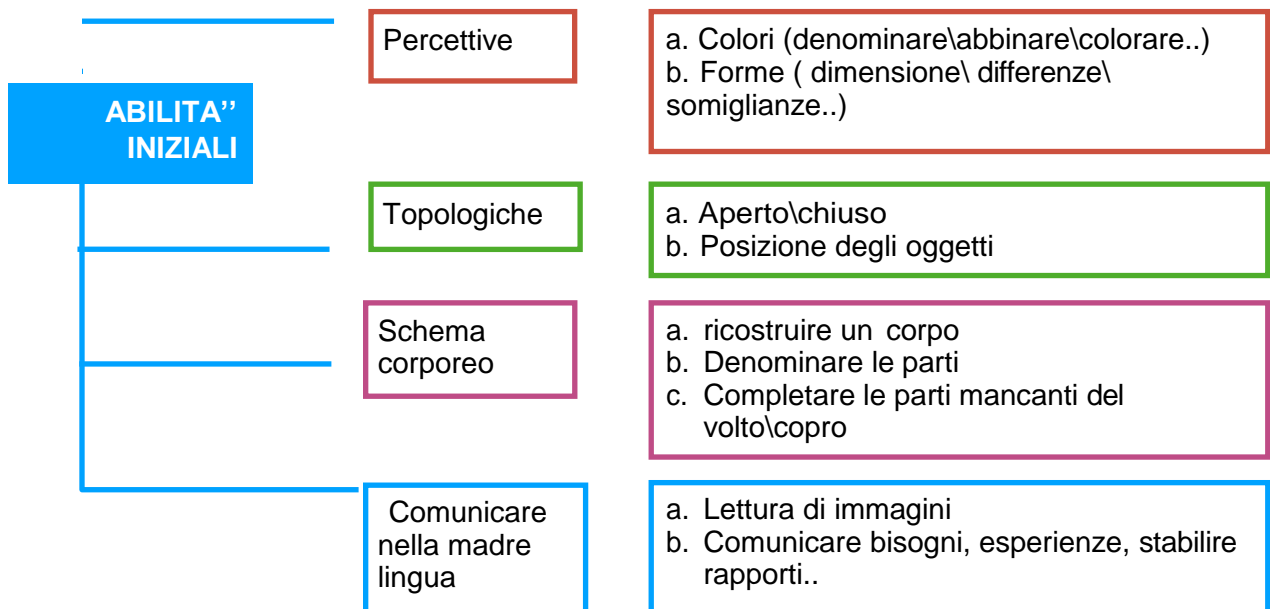 ABILITA’’
INIZIALI
Percettive
a. Colori (denominare\abbinare\colorare..)
b. Forme ( dimensione\ differenze\
somiglianze..)
Topologiche
a. Aperto\chiuso
b. Posizione degli oggetti
Schema
corporeo
a. ricostruire un corpo
b. Denominare le parti
c. Completare le parti mancanti del
volto\copro
Comunicare
nella madre
lingua
a. Lettura di immagini
b. Comunicare bisogni, esperienze, stabilire
rapporti..